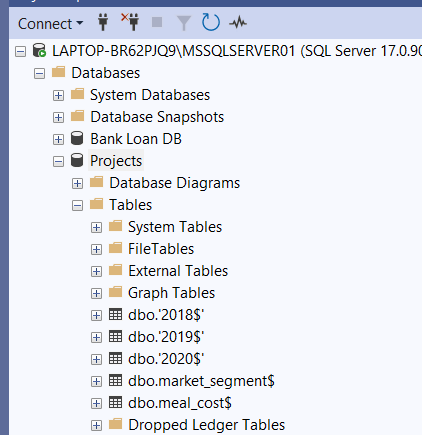 Connect
LAPTOP-BR62PJQ9\MSSQLSERVER01 (SQL Server 17.0.90
Databases
System Databases
Database Snapshots
Bank Loan DB
Projects
Database Diagrams
Tables
System Tables
FileTables
External Tables
Graph Tables
dbo.'2018$'
dbo.'2019$'
dbo.'2020$'
dbo.market_segment$
dbo.meal_cost$
Dropped Ledger Tables